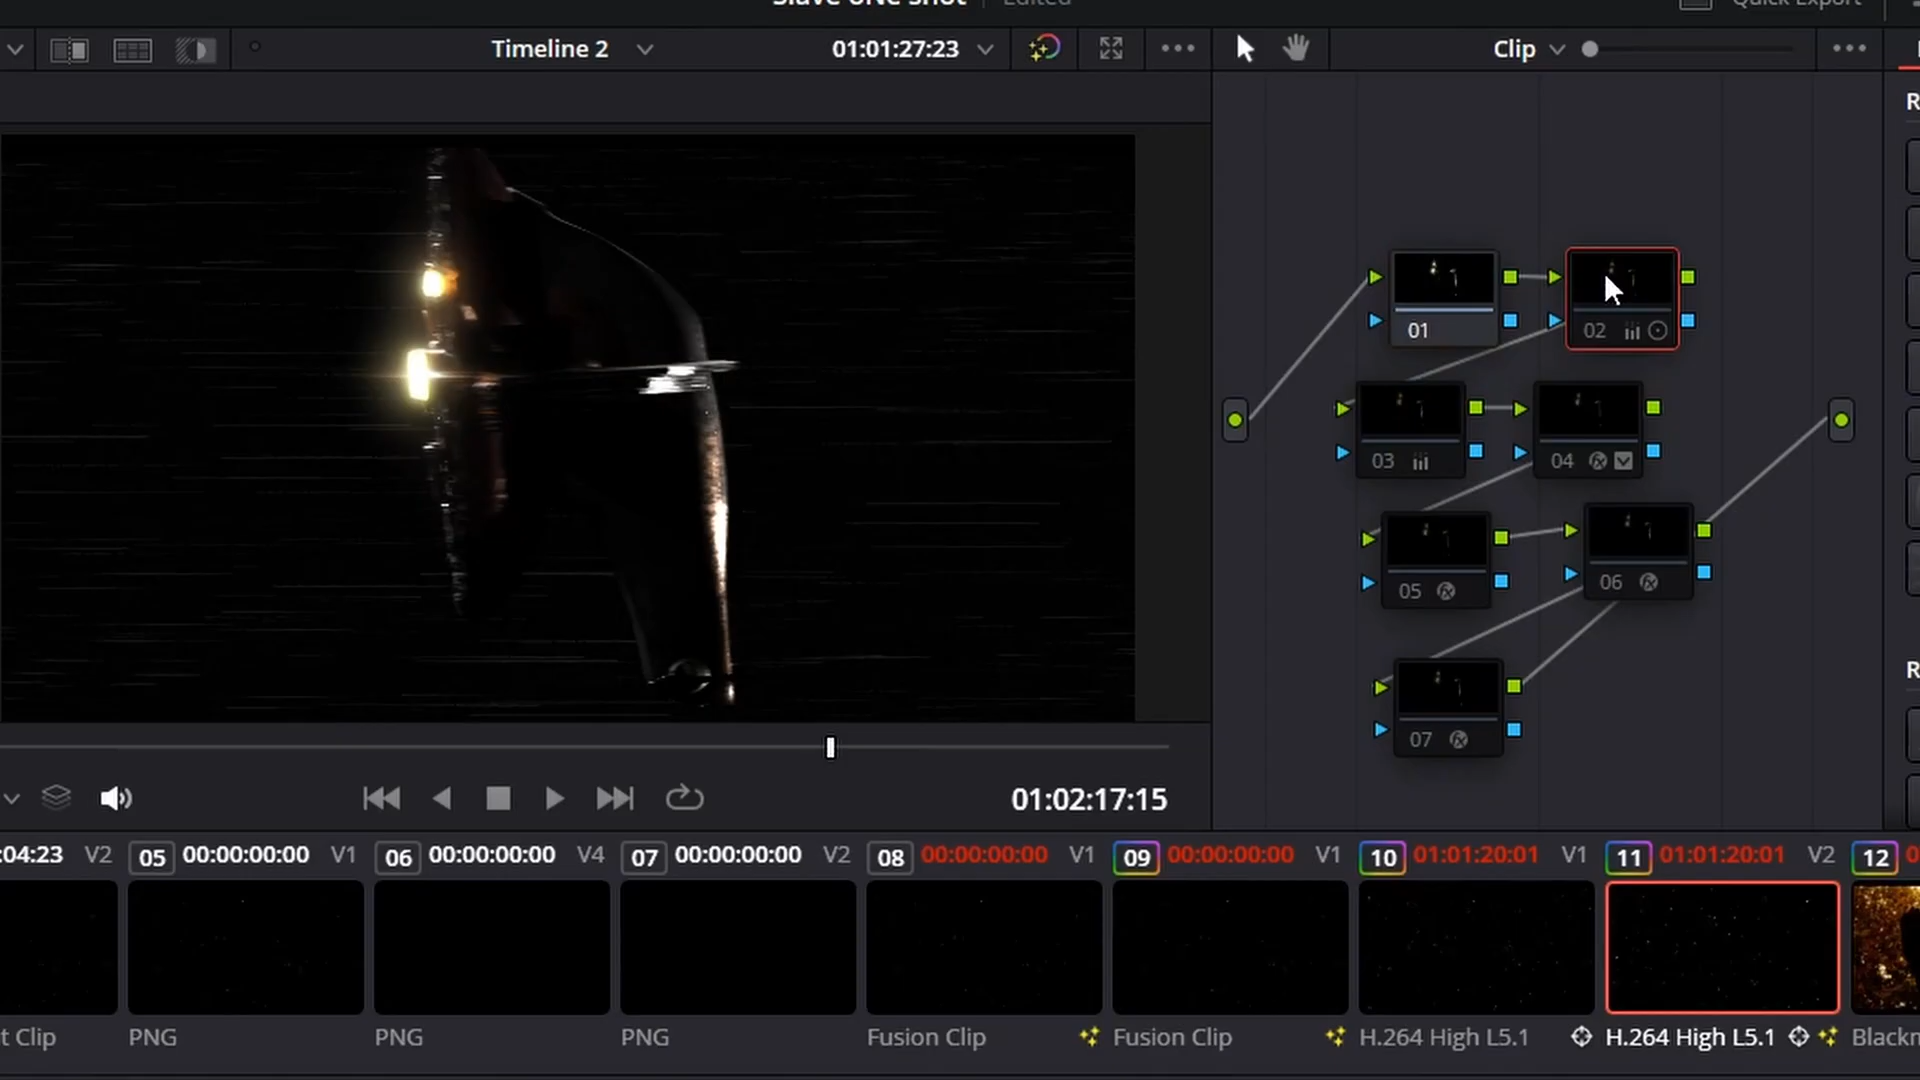 Slave one shot Edited Quick Export
Timeline 2 01:01:27:23 Clip
01 02
03 04
05 06
07
01:02:17:15
:04:23 V2 05 00:00:00:00 V1 06 00:00:00:00 V4 07 00:00:00:00 V2 08 00:00:00:00 V1 09 00:00:00:00 V1 10 01:01:20:01 V1 11 01:01:20:01 V2 12
t Clip PNG PNG PNG Fusion Clip Fusion Clip H.264 High L5.1 H.264 High L5.1 Blackm